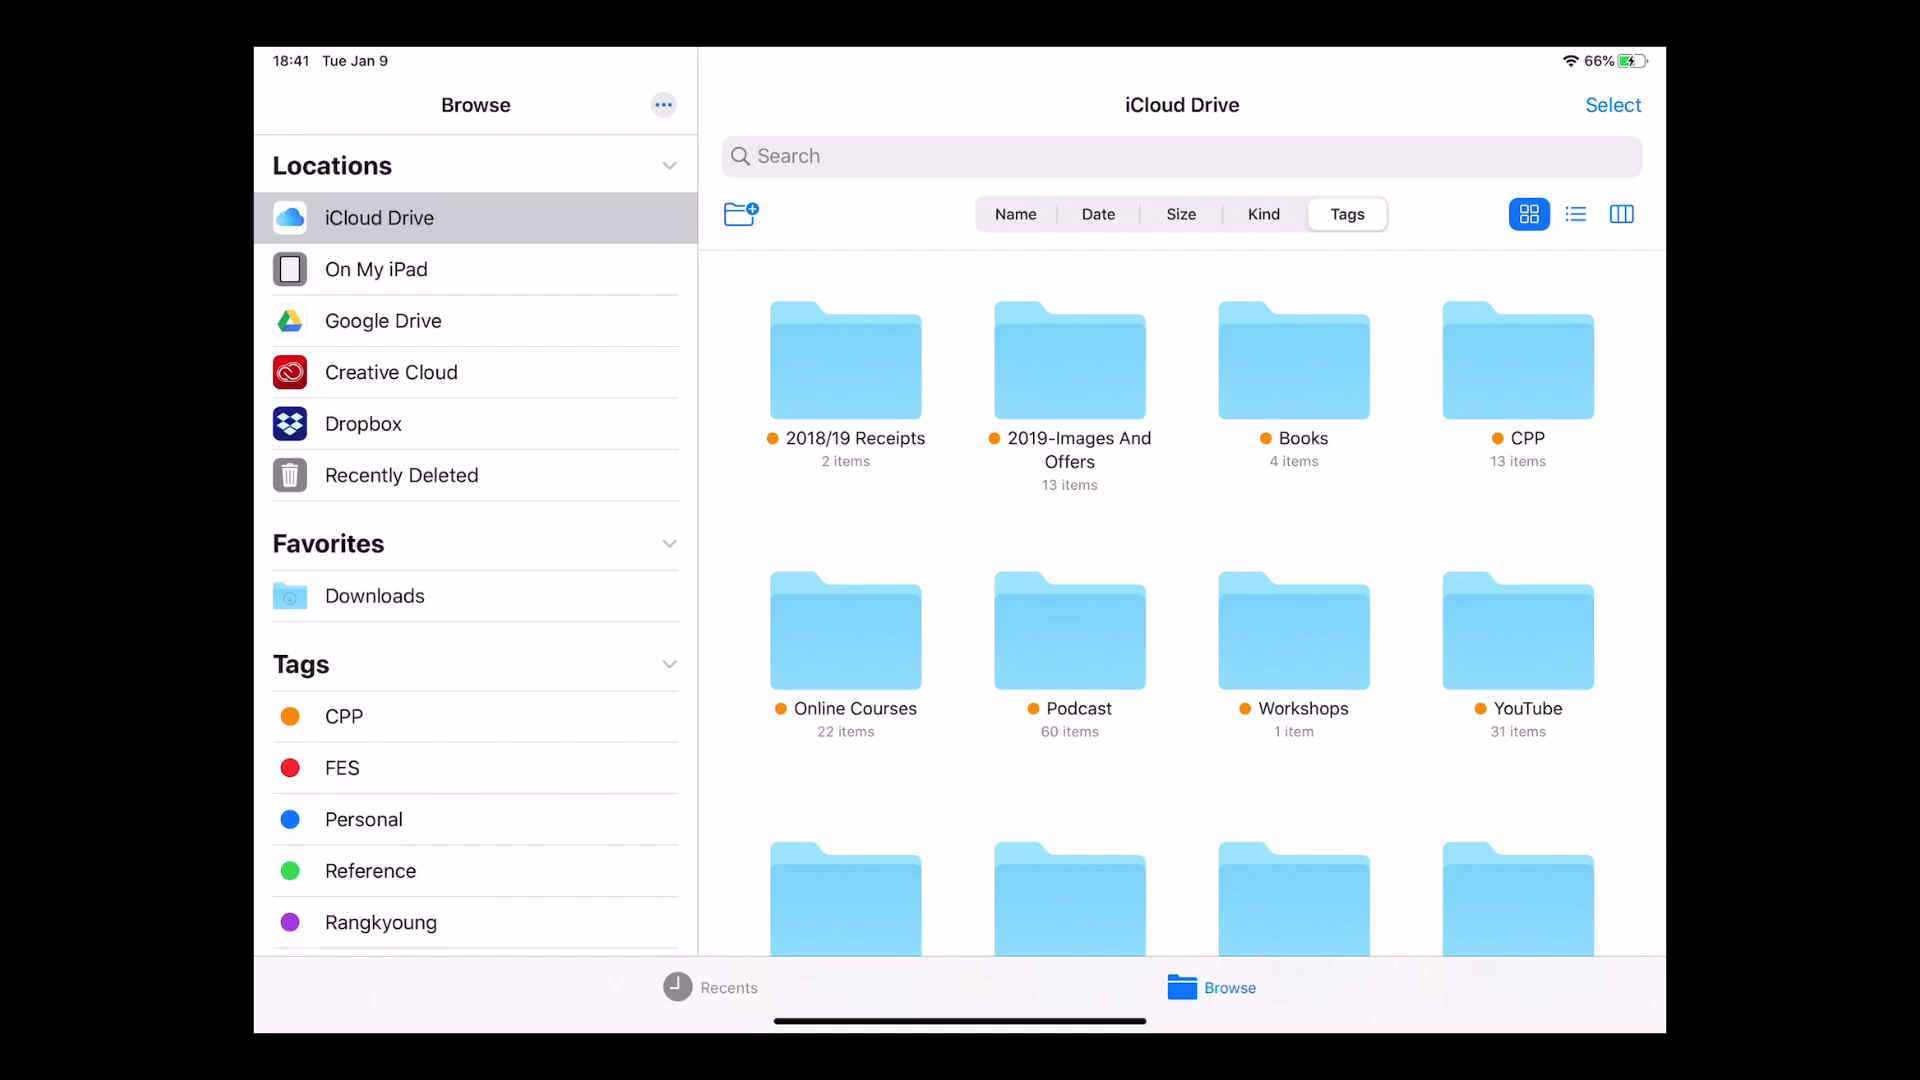 18:41 Tue Jan 9
66%
Browse
Locations
iCloud Drive
On My iPad
Google Drive
Creative Cloud
Dropbox
Recently Deleted
Favorites
Downloads
Tags
CPP
FES
Personal
Reference
Rangkyoung
iCloud Drive
Select
Search
Name Date Size Kind Tags
2018/19 Receipts
2 items
2019-Images And
Offers
13 items
Books
4 items
CPP
13 items
Online Courses
22 items
Podcast
60 items
Workshops
1 item
YouTube
31 items
Recents
Browse